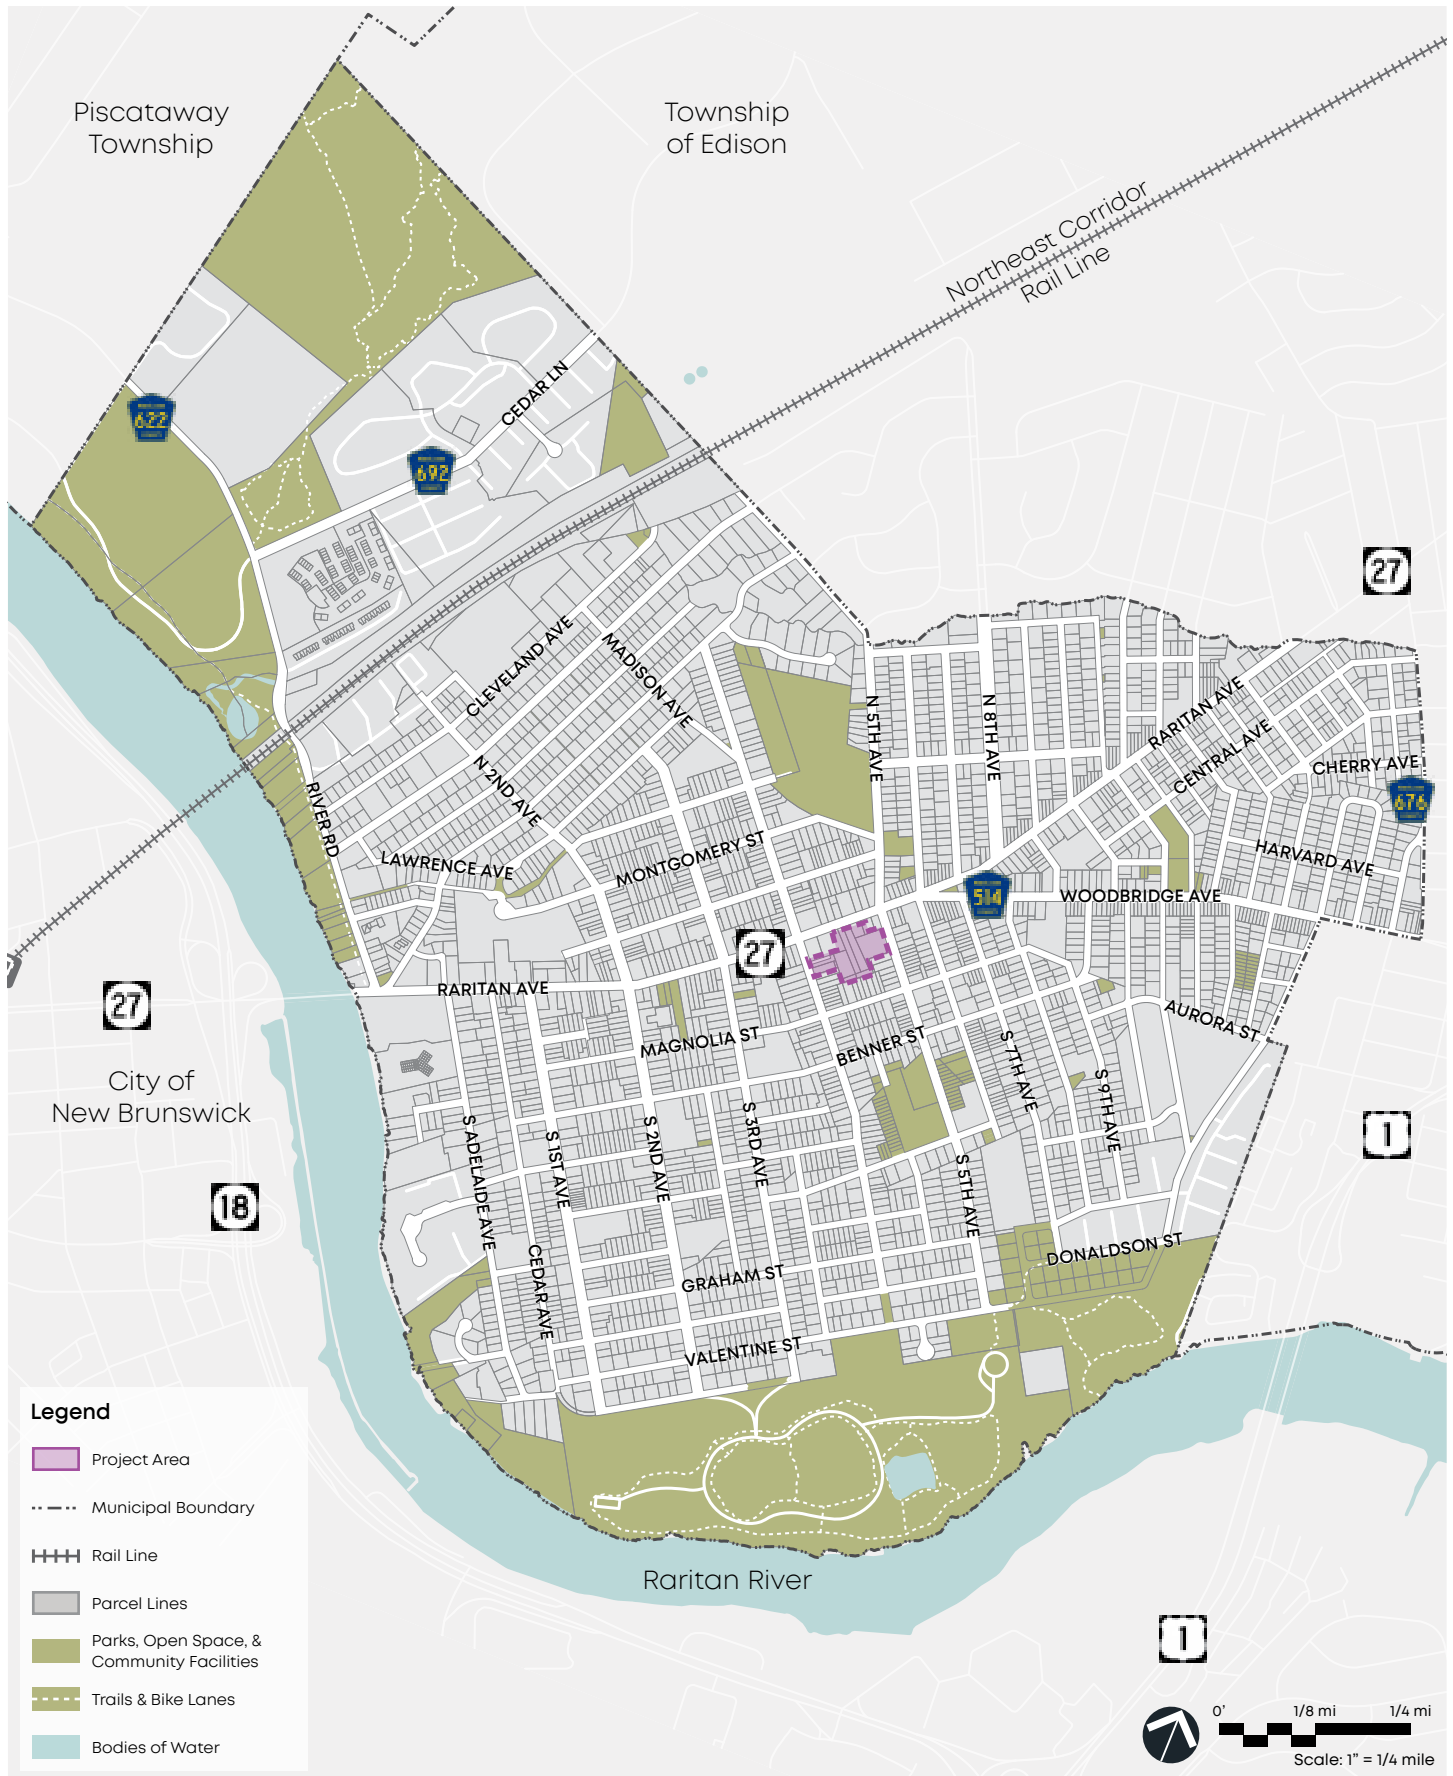 Piscataway
Township
Township
of Edison
Northeast Corridor
Rail Line
CEDAR LN
622
692
27
CLEVELAND AVE
MADISON AVE
N 5TH AVE
N 8TH AVE
RARITAN AVE
CENTRAL AVE
CHERRY AVE
676
N 2ND AVE
RIVER RD
LAWRENCE AVE
MONTGOMERY ST
HARVARD AVE
514
WOODBRIDGE AVE
27
RARITAN AVE
27
AURORA ST
MAGNOLIA ST
BENNER ST
S 7TH AVE
S 9TH AVE
City of
New Brunswick
1
18
S ADELAIDE AVE
S 1ST AVE
S 2ND AVE
S 3RD AVE
S 5TH AVE
CEDAR AVE
DONALDSON ST
GRAHAM ST
VALENTINE ST
Raritan River
1
Legend
Project Area
Municipal Boundary
Rail Line
Parcel Lines
Parks, Open Space, &
Community Facilities
Trails & Bike Lanes
Bodies of Water
0' 1/8 mi 1/4 mi
Scale: 1" = 1/4 mile